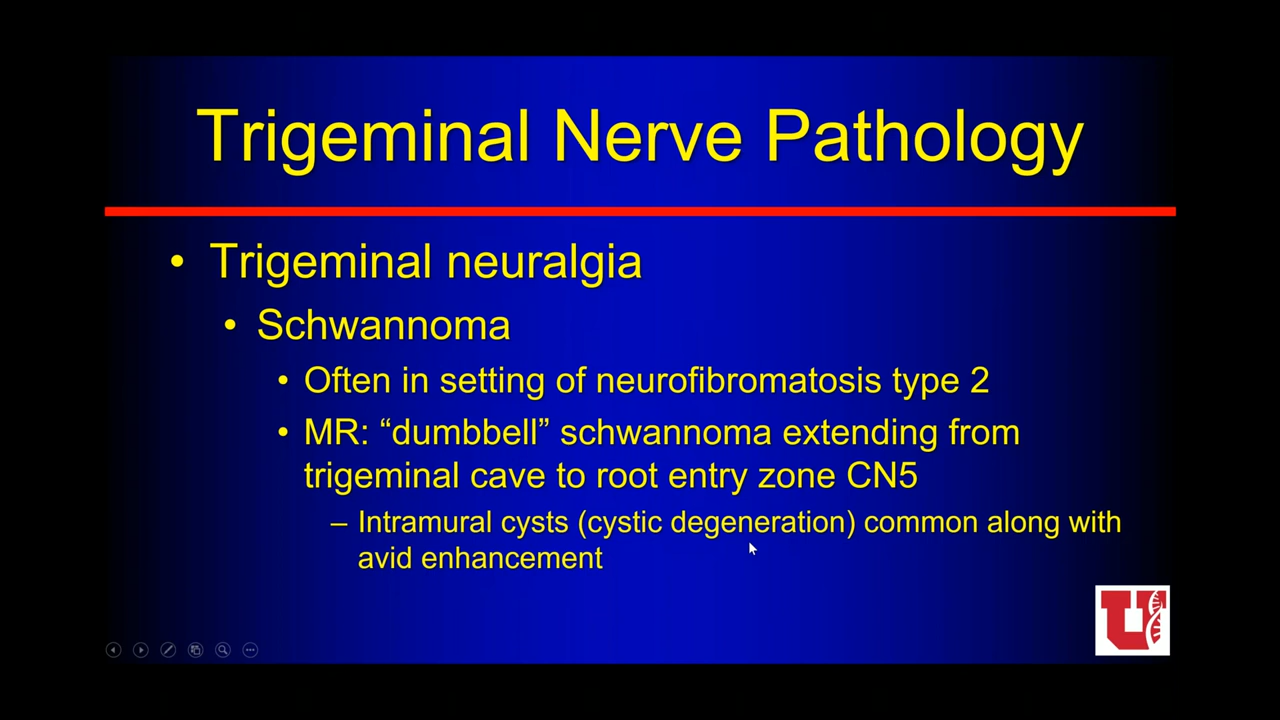 Trigeminal Nerve Pathology
• Trigeminal neuralgia
• Schwannoma
• Often in setting of neurofibromatosis type 2
• MR: “dumbbell” schwannoma extending from
trigeminal cave to root entry zone CN5
– Intramural cysts (cystic degeneration) common along with
avid enhancement
U